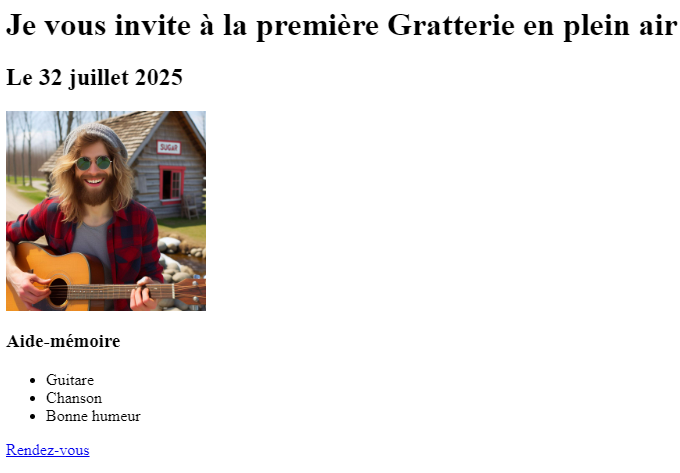 Je vous invite à la première Gratterie en plein air
Le 32 juillet 2025
SUGAR
Aide-mémoire
Guitare
Chanson
Bonne humeur
Rendez-vous